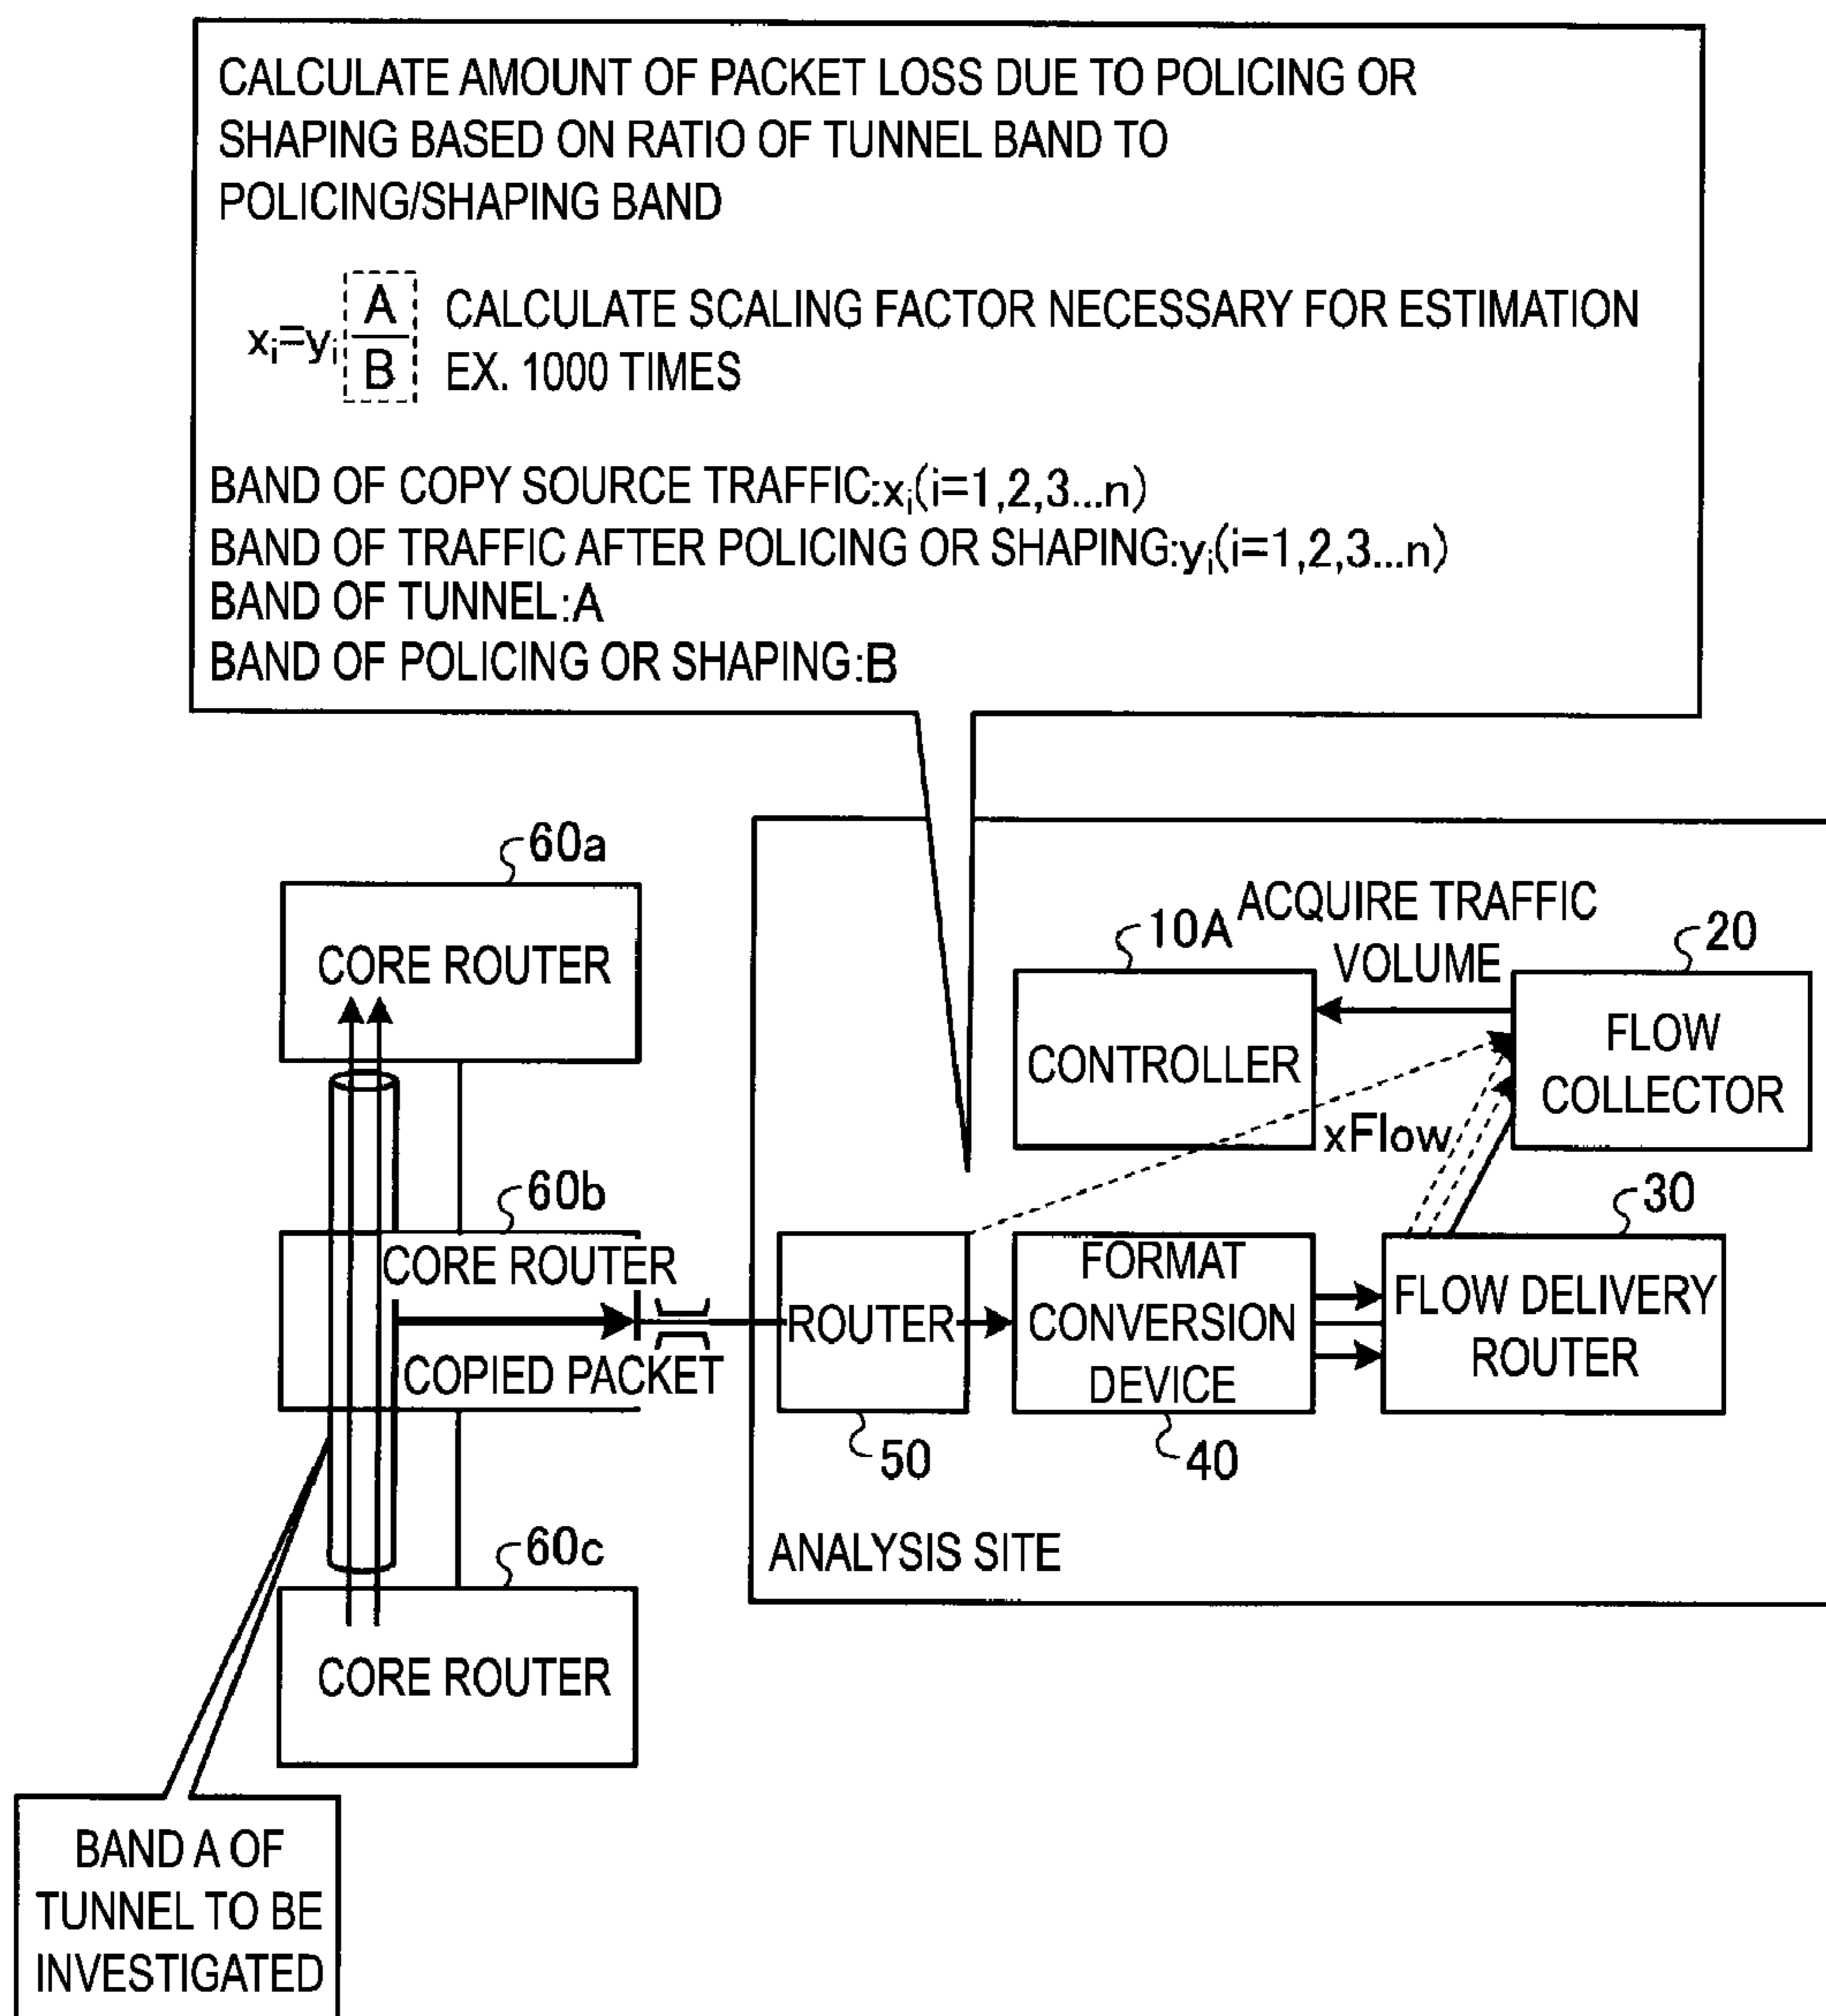 CALCULATE AMOUNT OF PACKET LOSS DUE TO POLICING OR
SHAPING BASED ON RATIO OF TUNNEL BAND TO
POLICING/SHAPING BAND
xi=yi A/B CALCULATE SCALING FACTOR NECESSARY FOR ESTIMATION
EX. 1000 TIMES
BAND OF COPY SOURCE TRAFFIC:xi(i=1,2,3...n)
BAND OF TRAFFIC AFTER POLICING OR SHAPING:yi(i=1,2,3...n)
BAND OF TUNNEL:A
BAND OF POLICING OR SHAPING:B
60a
CORE ROUTER
60b
CORE ROUTER
COPIED PACKET
60c
CORE ROUTER
BAND A OF
TUNNEL TO BE
INVESTIGATED
ACQUIRE TRAFFIC
VOLUME
10A
CONTROLLER
20
FLOW
COLLECTOR
xFlow
30
FLOW DELIVERY
ROUTER
FORMAT
CONVERSION
DEVICE
40
ROUTER
50
ANALYSIS SITE